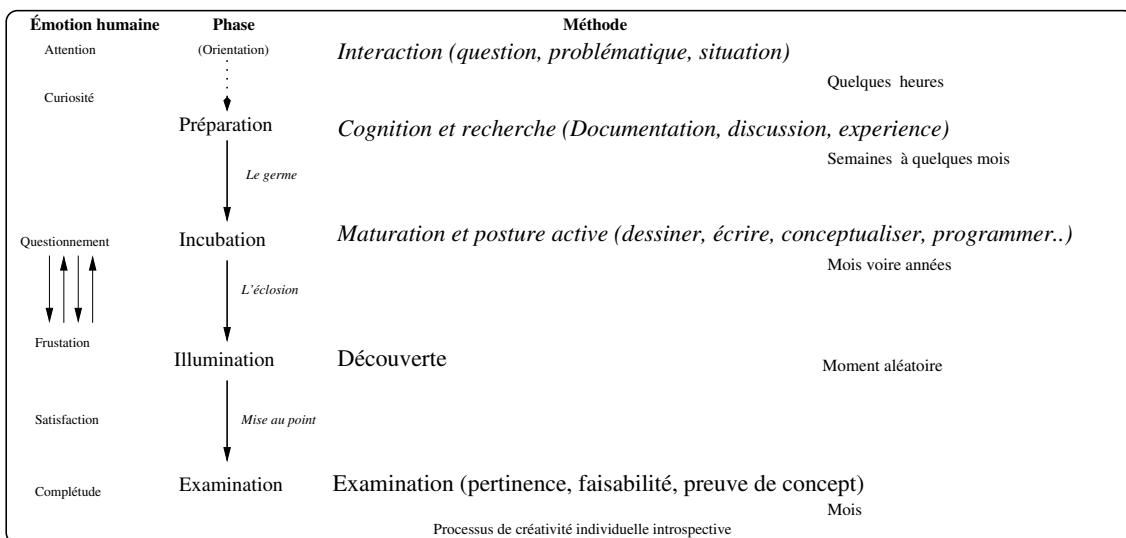 Émotion humaine Phase Méthode
Attention (Orientation) Interaction (question, problématique, situation)
Quelques heures
Curiosité
Préparation Cognition et recherche (Documentation, discussion, experience)
Semaines à quelques mois
Le germe
Questionnement Incubation Maturation et posture active (dessiner, écrire, conceptualiser, programmer..)
Mois voire années
L'éclosion
Frustation
Illumination Découverte Moment aléatoire
Satisfaction Mise au point
Complétude Examination Examination (pertinence, faisabilité, preuve de concept)
Mois
Processus de créativité individuelle introspective